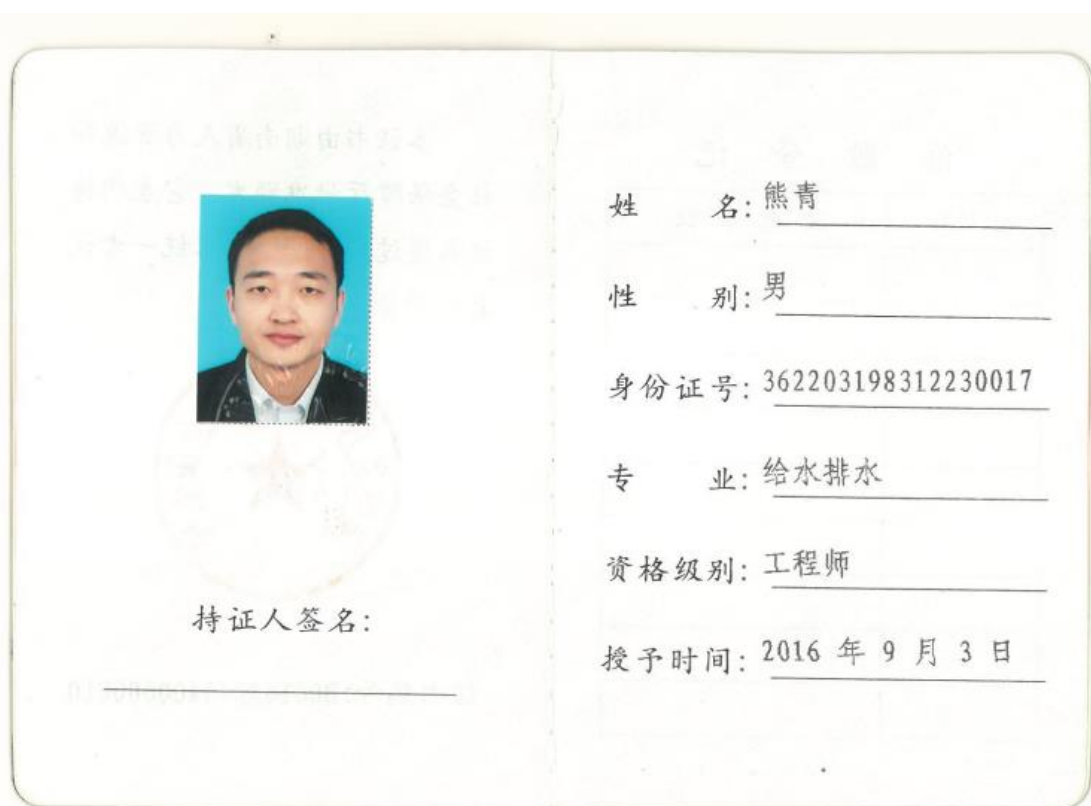 持证人签名：
姓 名：熊青
性 别：男
身份证号：362203198312230017
专 业：给水排水
资格级别：工程师
授予时间：2016 年 9 月 3 日